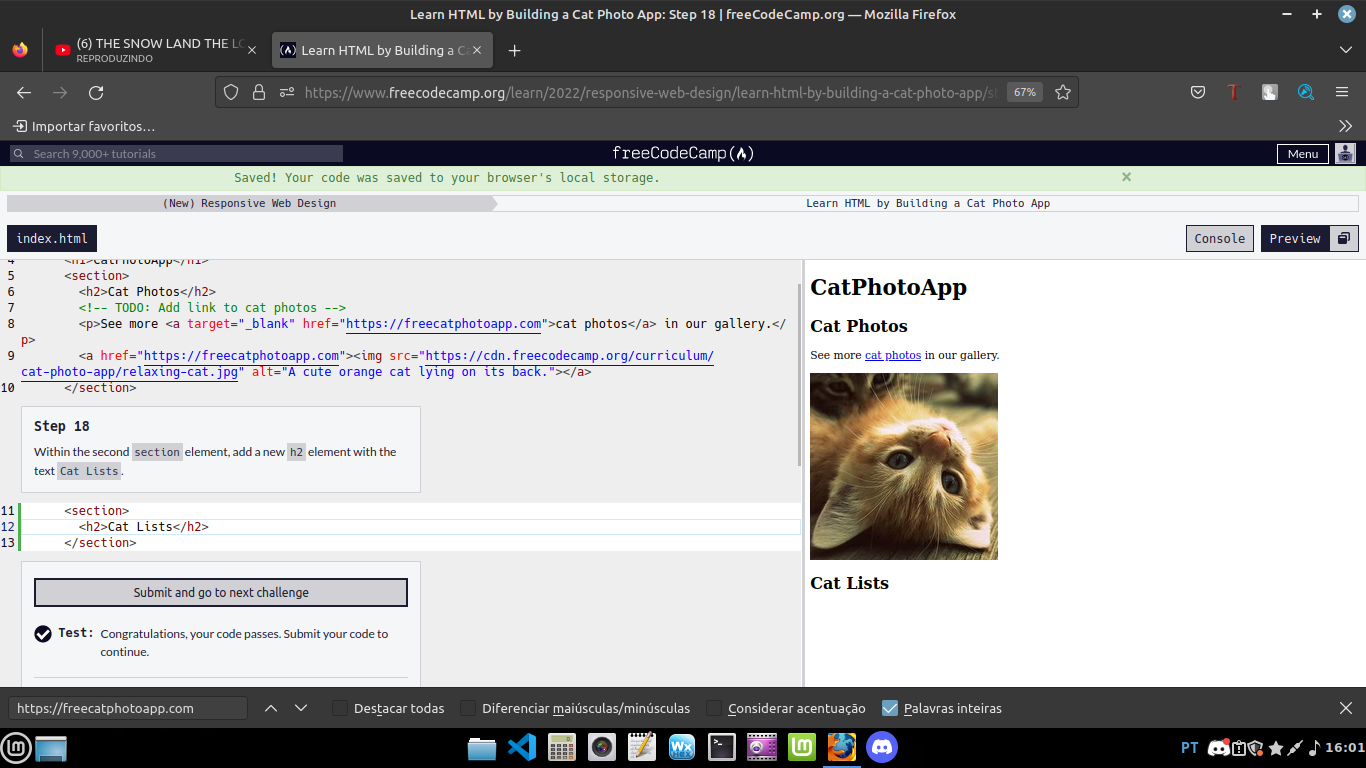 Learn HTML by Building a Cat Photo App: Step 18 | freeCodeCamp.org — Mozilla Firefox
(6) THE SNOW LAND THE LO
REPRODUZINDO
Learn HTML by Building a Ca
https://www.freecodecamp.org/learn/2022/responsive-web-design/learn-html-by-building-a-cat-photo-app/st
67%
Importar favoritos…
Search 9,000+ tutorials
freeCodeCamp
Menu
Saved! Your code was saved to your browser's local storage.
(New) Responsive Web Design
Learn HTML by Building a Cat Photo App
index.html
Console
Preview
4 <h1>CatPhotoApp</h1>
5 <section>
6 <h2>Cat Photos</h2>
7 <!-- TODO: Add link to cat photos -->
8 <p>See more <a target="_blank" href="https://freecatphotoapp.com">cat photos</a> in our gallery.</
p>
9 <a href="https://freecatphotoapp.com"><img src="https://cdn.freecodecamp.org/curriculum/
cat-photo-app/relaxing-cat.jpg" alt="A cute orange cat lying on its back."></a>
10 </section>
Step 18
Within the second section element, add a new h2 element with the
text Cat Lists.
11 <section>
12 <h2>Cat Lists</h2>
13 </section>
Submit and go to next challenge
Test: Congratulations, your code passes. Submit your code to
continue.
CatPhotoApp
Cat Photos
See more cat photos in our gallery.
Cat Lists
https://freecatphotoapp.com
Destacar todas
Diferenciar maiúsculas/minúsculas
Considerar acentuação
Palavras inteiras
PT
16:01